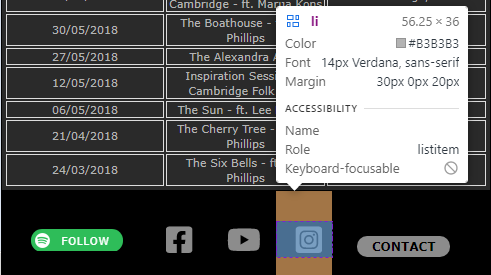 Cambridge - ft. Marija Kons
30/05/2018
The Boathouse -
Phillips
27/05/2018
The Alexandra A
12/05/2018
Inspiration Sessi
Cambridge Folk
06/05/2018
The Sun - ft. Lee
21/04/2018
The Cherry Tree -
Phillips
24/03/2018
The Six Bells - ft
Phillips
li 56.25 × 36
Color #B3B3B3
Font 14px Verdana, sans-serif
Margin 30px 0px 20px
ACCESSIBILITY
Name
Role listitem
Keyboard-focusable
FOLLOW
CONTACT